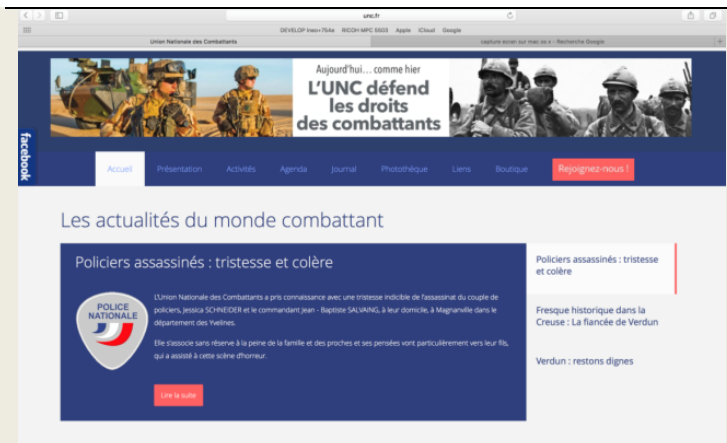 unc.fr
DEVELOP ineo+754e RICOH MPC 5503 Apple iCloud Google
Union Nationale des Combattants
capture ecran sur mac os x - Recherche Google
Aujourd'hui... comme hier
L'UNC défend
les droits
des combattants
facebook
Accueil Présentation Activités Agenda Journal Photothèque Liens Boutique Rejoignez-nous !
Les actualités du monde combattant
Policiers assassinés : tristesse et colère
POLICE
NATIONALE
L'Union Nationale des Combattants a pris connaissance avec une tristesse indicible de l'assassinat du couple de
policiers, Jessica SCHNEIDER et le commandant Jean - Baptiste SALVAING, à leur domicile, à Magnanville dans le
département des Yvelines.
Elle s'associe sans réserve à la peine de la famille et des proches et ses pensées vont particulièrement vers leur fils,
qui a assisté à cette scène d'horreur.
Lire la suite
Policiers assassinés : tristesse
et colère
Fresque historique dans la
Creuse : La fiancée de Verdun
Verdun : restons dignes